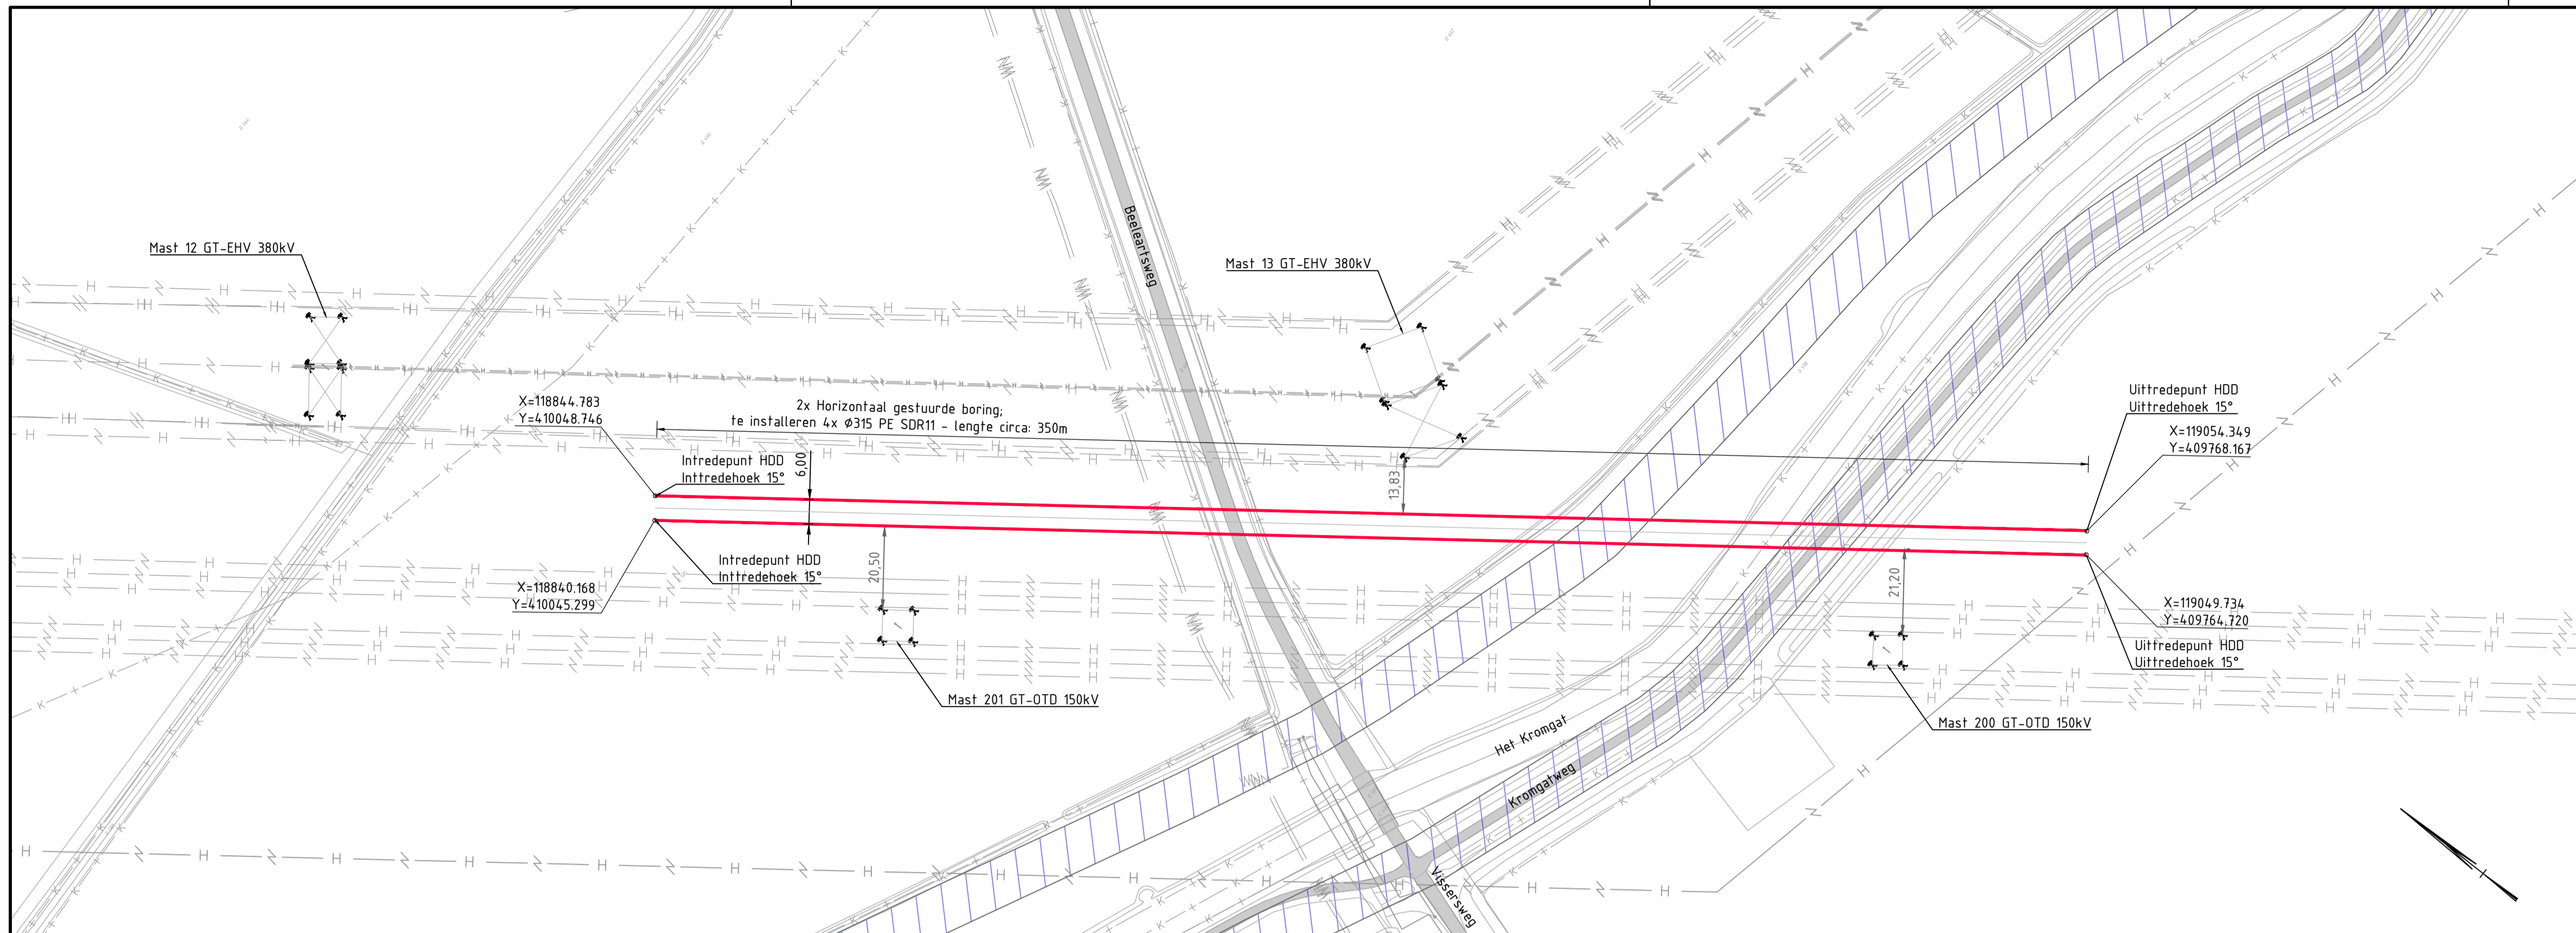 Mast 12 GT-EHV 380kV
Beeleartsweg
Mast 13 GT-EHV 380kV
X=118844.783
Y=410048.746
2x Horizontaal gestuurde boring;
te installeren 4x Ø315 PE SDR11 - lengte circa: 350m
Intredepunt HDD
Inttredehoek 15°
6,00
13,83
Uittredepunt HDD
Uittredehoek 15°
X=119054.349
Y=409768.167
Intredepunt HDD
Inttredehoek 15°
X=118840.168
Y=410045.299
20,50
21,20
X=119049.734
Y=409764.720
Uittredepunt HDD
Uittredehoek 15°
Mast 201 GT-OTD 150kV
Mast 200 GT-OTD 150kV
Het Kromgat
Kromgatweg
Vissersweg